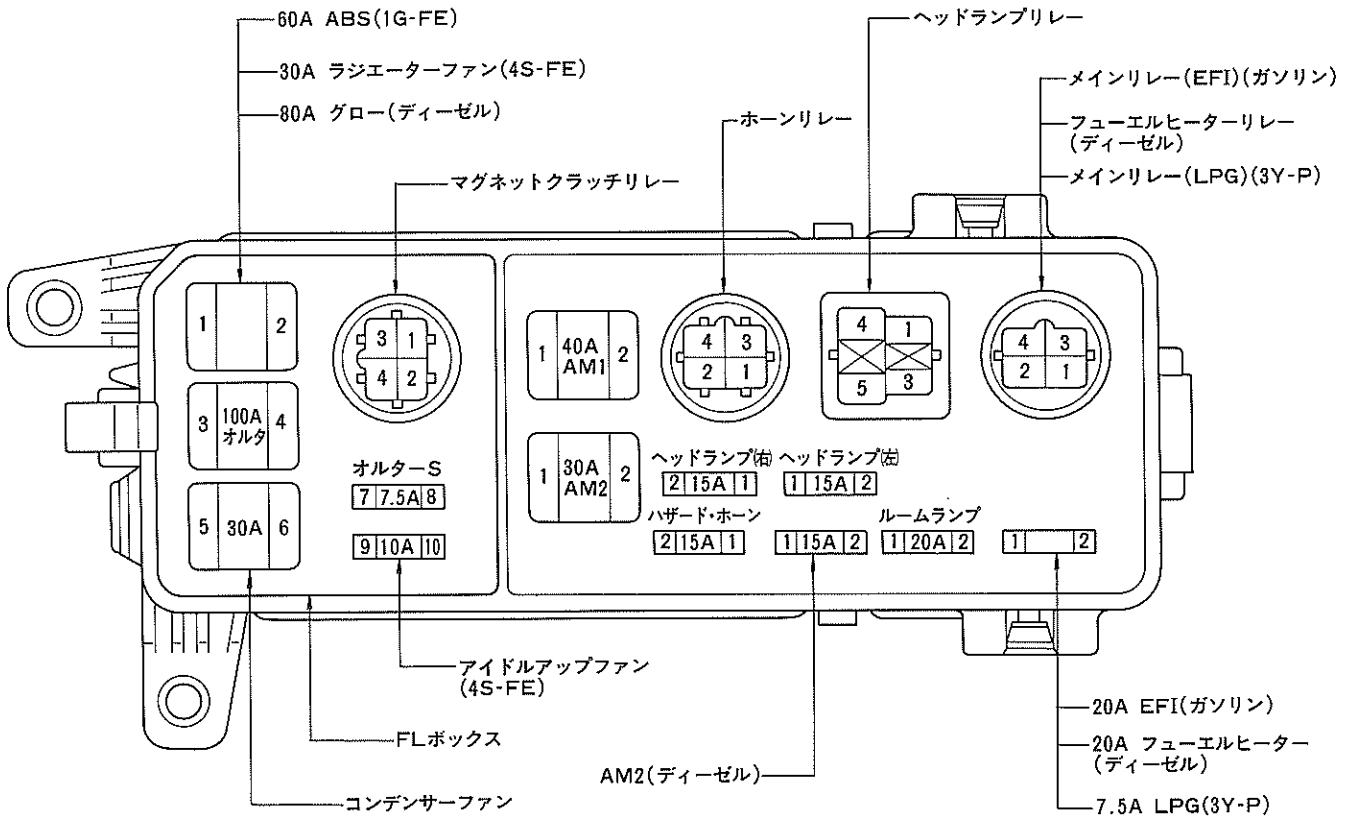 60A ABS(1G-FE)
30A ラジエーターファン(4S-FE)
80A グロー(ディーゼル)
マグネットクラッチリレー
ホーンリレー
ヘッドランプリレー
メインリレー(EFI)(ガソリン)
フューエルヒーターリレー
(ディーゼル)
メインリレー(LPG)(3Y-P)
1 2
3 1
4 2
3 100A オルタ 4
5 30A 6
オルターS
7 7.5A 8
9 10A 10
1 40A AM1 2
1 30A AM2 2
4 3
2 1
4 1
5 3
4 3
2 1
ヘッドランプ(右) ヘッドランプ(左)
2 15A 1 1 15A 2
ハザード・ホーン ルームランプ
2 15A 1 1 15A 2 1 20A 2 1 2
アイドルアップファン
(4S-FE)
FLボックス
コンデンサーファン
AM2(ディーゼル)
20A EFI(ガソリン)
20A フューエルヒーター
(ディーゼル)
7.5A LPG(3Y-P)